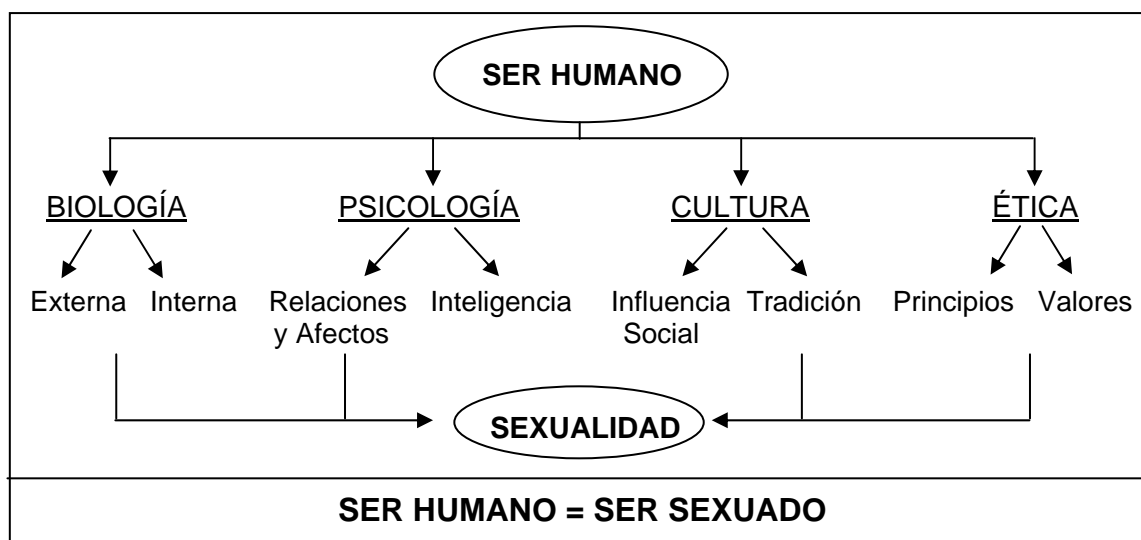 SER HUMANO
BIOLOGÍA PSICOLOGÍA CULTURA ÉTICA
Externa Interna Relaciones Inteligencia Influencia Tradición Principios Valores
y Afectos Social
SEXUALIDAD
SER HUMANO = SER SEXUADO